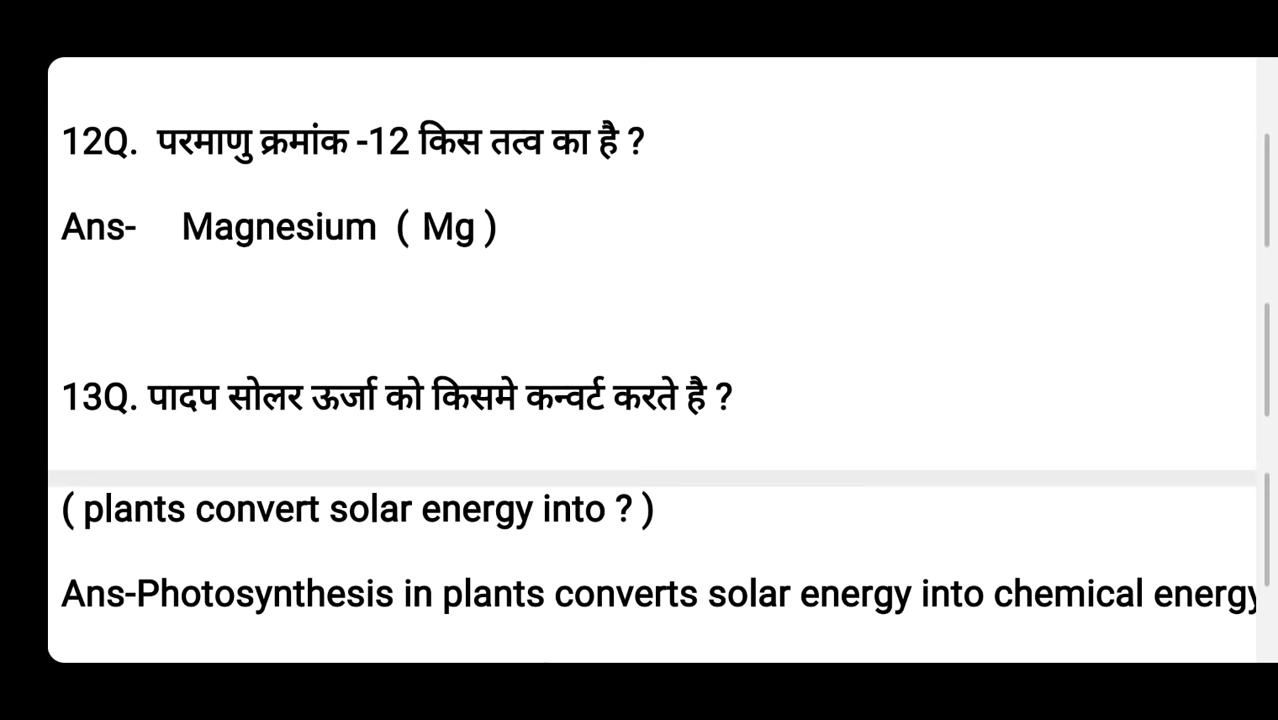 12Q. परमाणु क्रमांक -12 किस तत्व का है ?
Ans- Magnesium ( Mg )
13Q. पादप सोलर ऊर्जा को किसमे कन्वर्ट करते है ?
( plants convert solar energy into ? )
Ans-Photosynthesis in plants converts solar energy into chemical energy